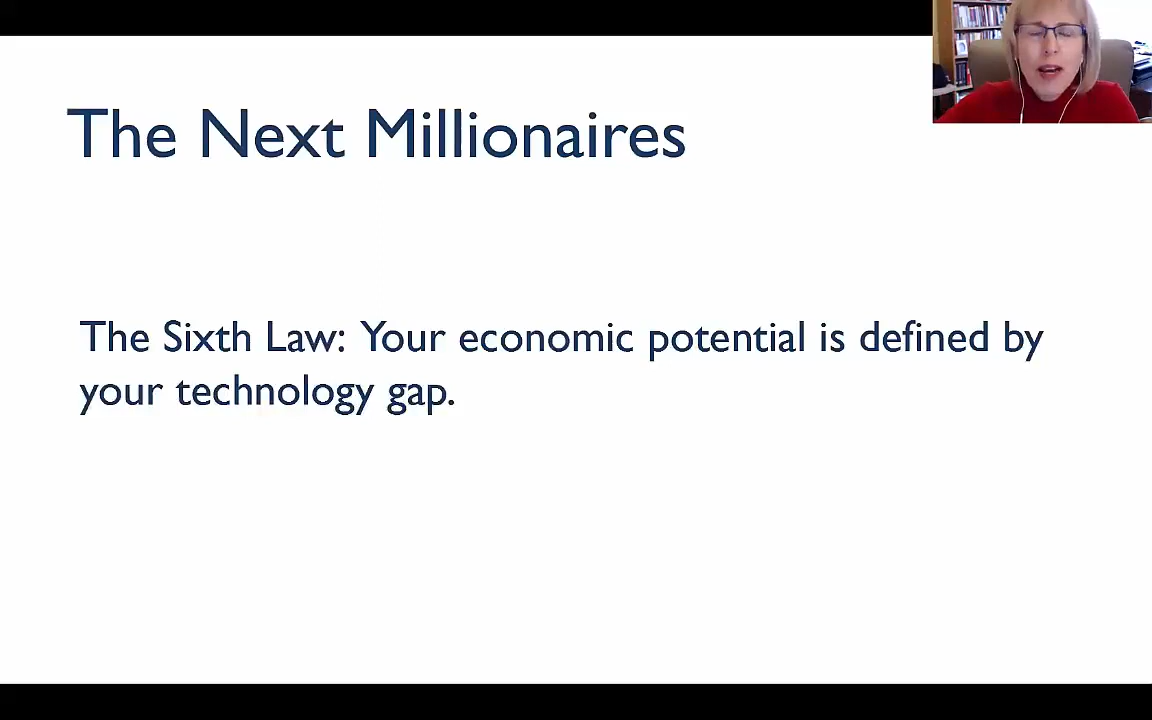 The Next Millionaires
The Sixth Law: Your economic potential is defined by
your technology gap.